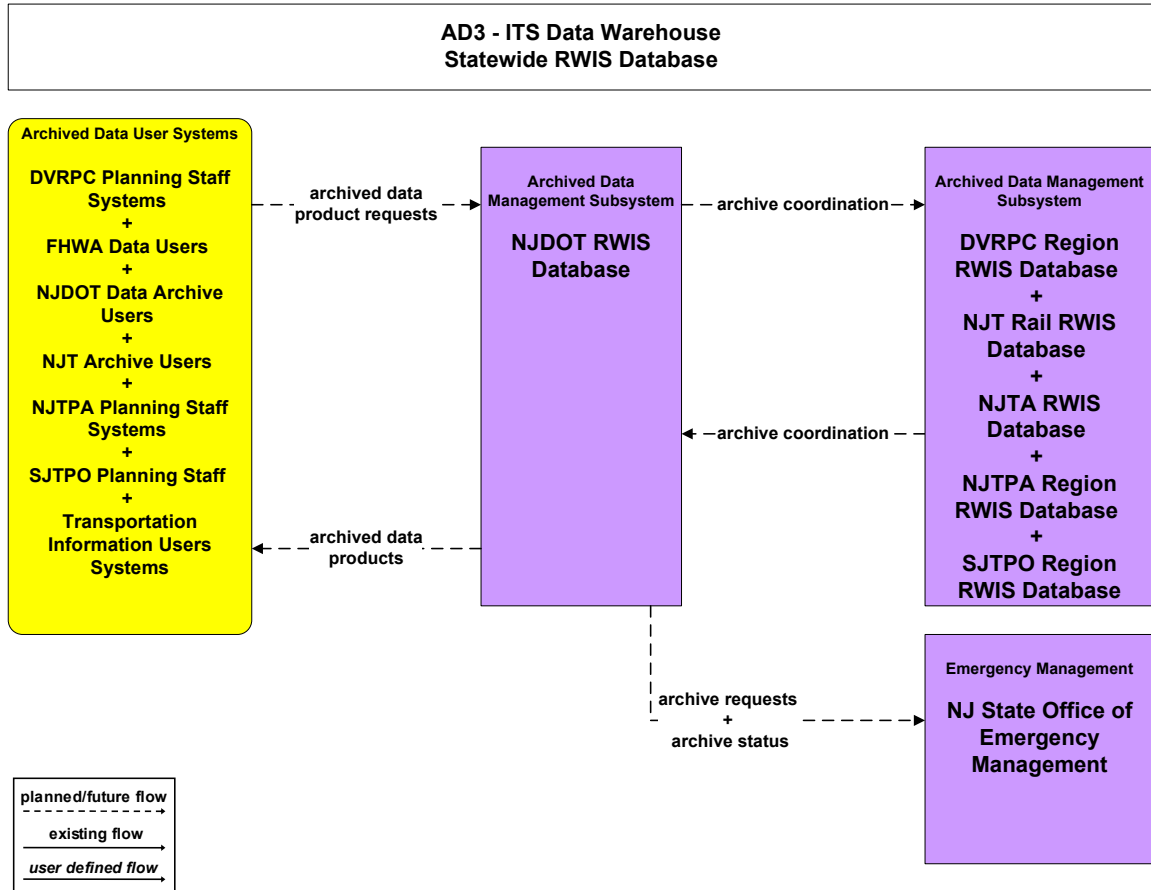 AD3 - ITS Data Warehouse
Statewide RWIS Database
Archived Data User Systems
DVRPC Planning Staff
Systems
+
FHWA Data Users
+
NJDOT Data Archive
Users
+
NJT Archive Users
+
NJTPA Planning Staff
Systems
+
SJTPO Planning Staff
+
Transportation
Information Users
Systems
archived data
product requests
archived data
products
Archived Data
Management Subsystem
NJDOT RWIS
Database
archive coordination
archive coordination
Archived Data Management
Subsystem
DVRPC Region
RWIS Database
+
NJT Rail RWIS
Database
+
NJTA RWIS
Database
+
NJTPA Region
RWIS Database
+
SJTPO Region
RWIS Database
archive requests
+
archive status
Emergency Management
NJ State Office of
Emergency
Management
planned/future flow
existing flow
user defined flow